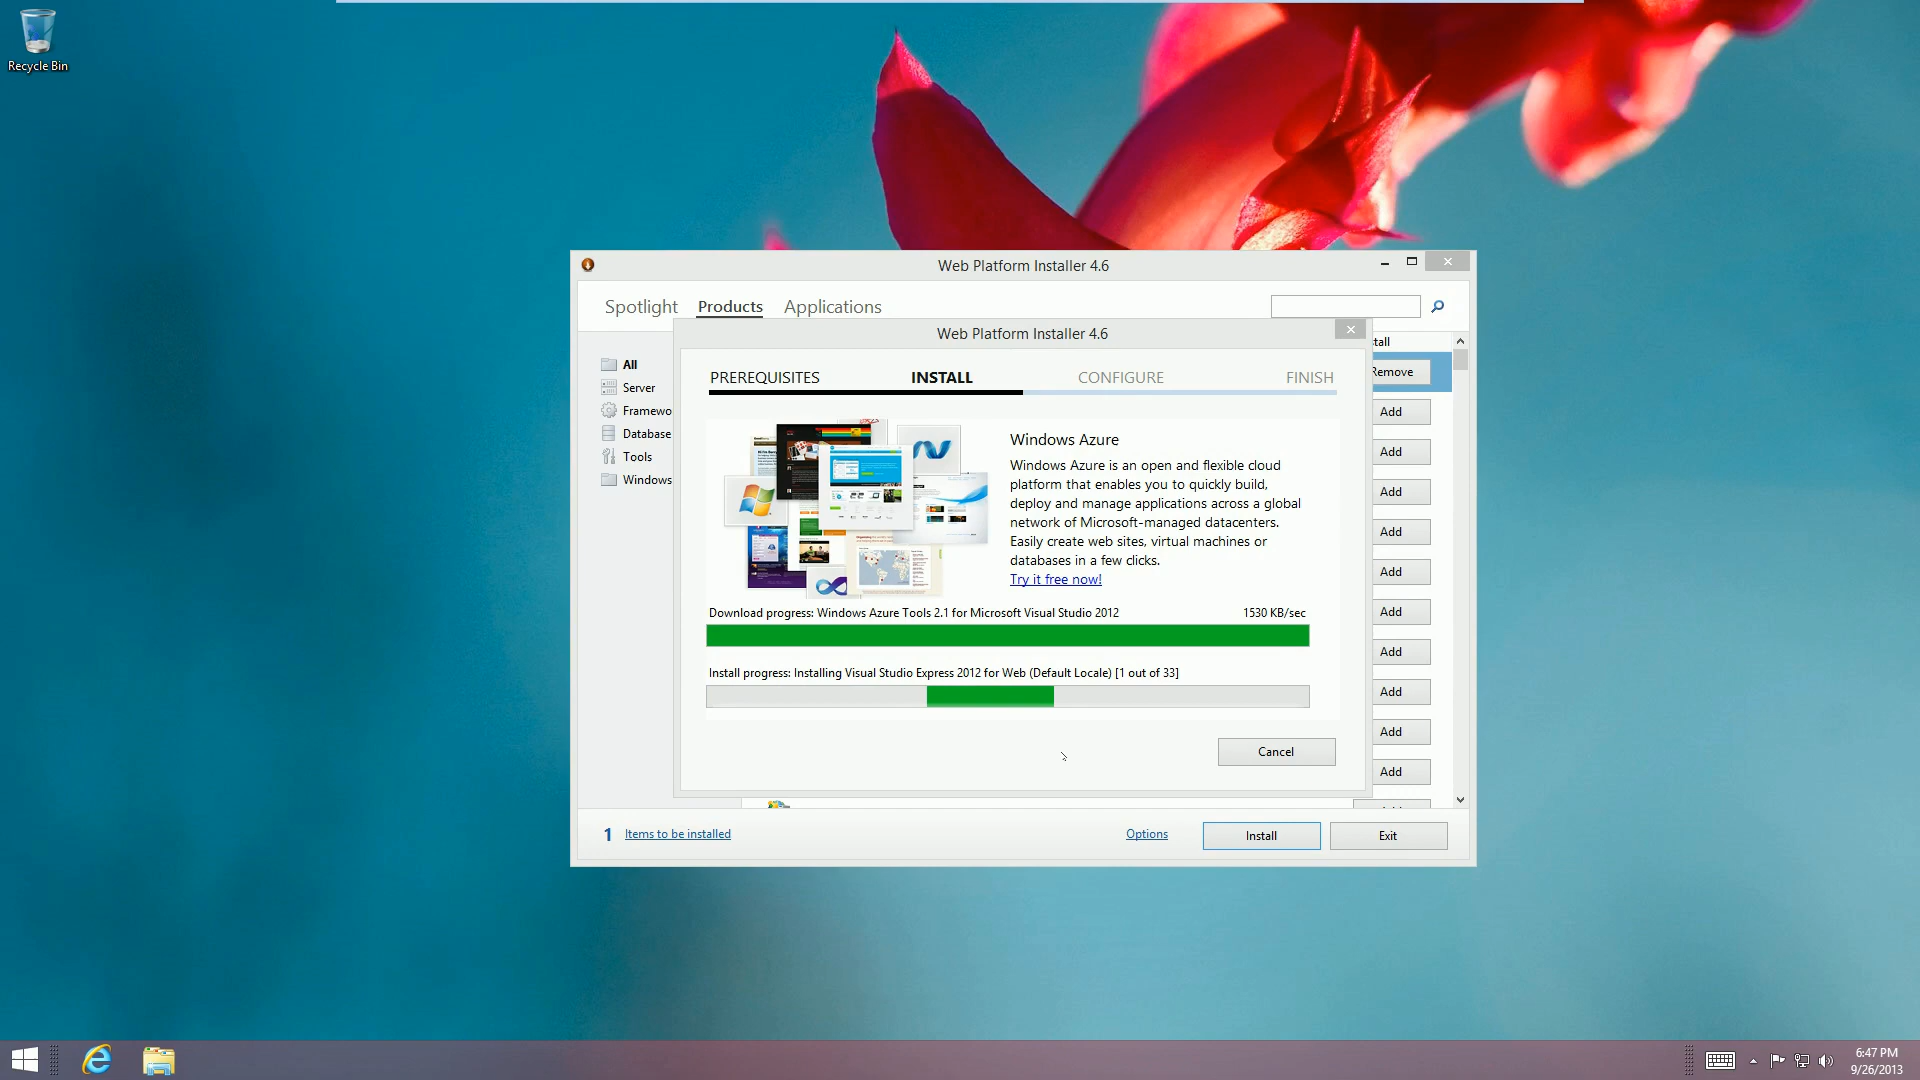 Recycle Bin
Web Platform Installer 4.6
Spotlight Products Applications
Web Platform Installer 4.6
stall
All
Server
Framewo
Database
Tools
Windows
Remove
Add
Add
Add
Add
Add
Add
Add
Add
Add
Add
PREREQUISITES INSTALL CONFIGURE FINISH
Windows Azure
Windows Azure is an open and flexible cloud
platform that enables you to quickly build,
deploy and manage applications across a global
network of Microsoft-managed datacenters.
Easily create web sites, virtual machines or
databases in a few clicks.
Try it free now!
Download progress: Windows Azure Tools 2.1 for Microsoft Visual Studio 2012 1530 KB/sec
Install progress: Installing Visual Studio Express 2012 for Web (Default Locale) [1 out of 33]
Cancel
1 Items to be installed
Options
Install
Exit
6:47 PM
9/26/2013